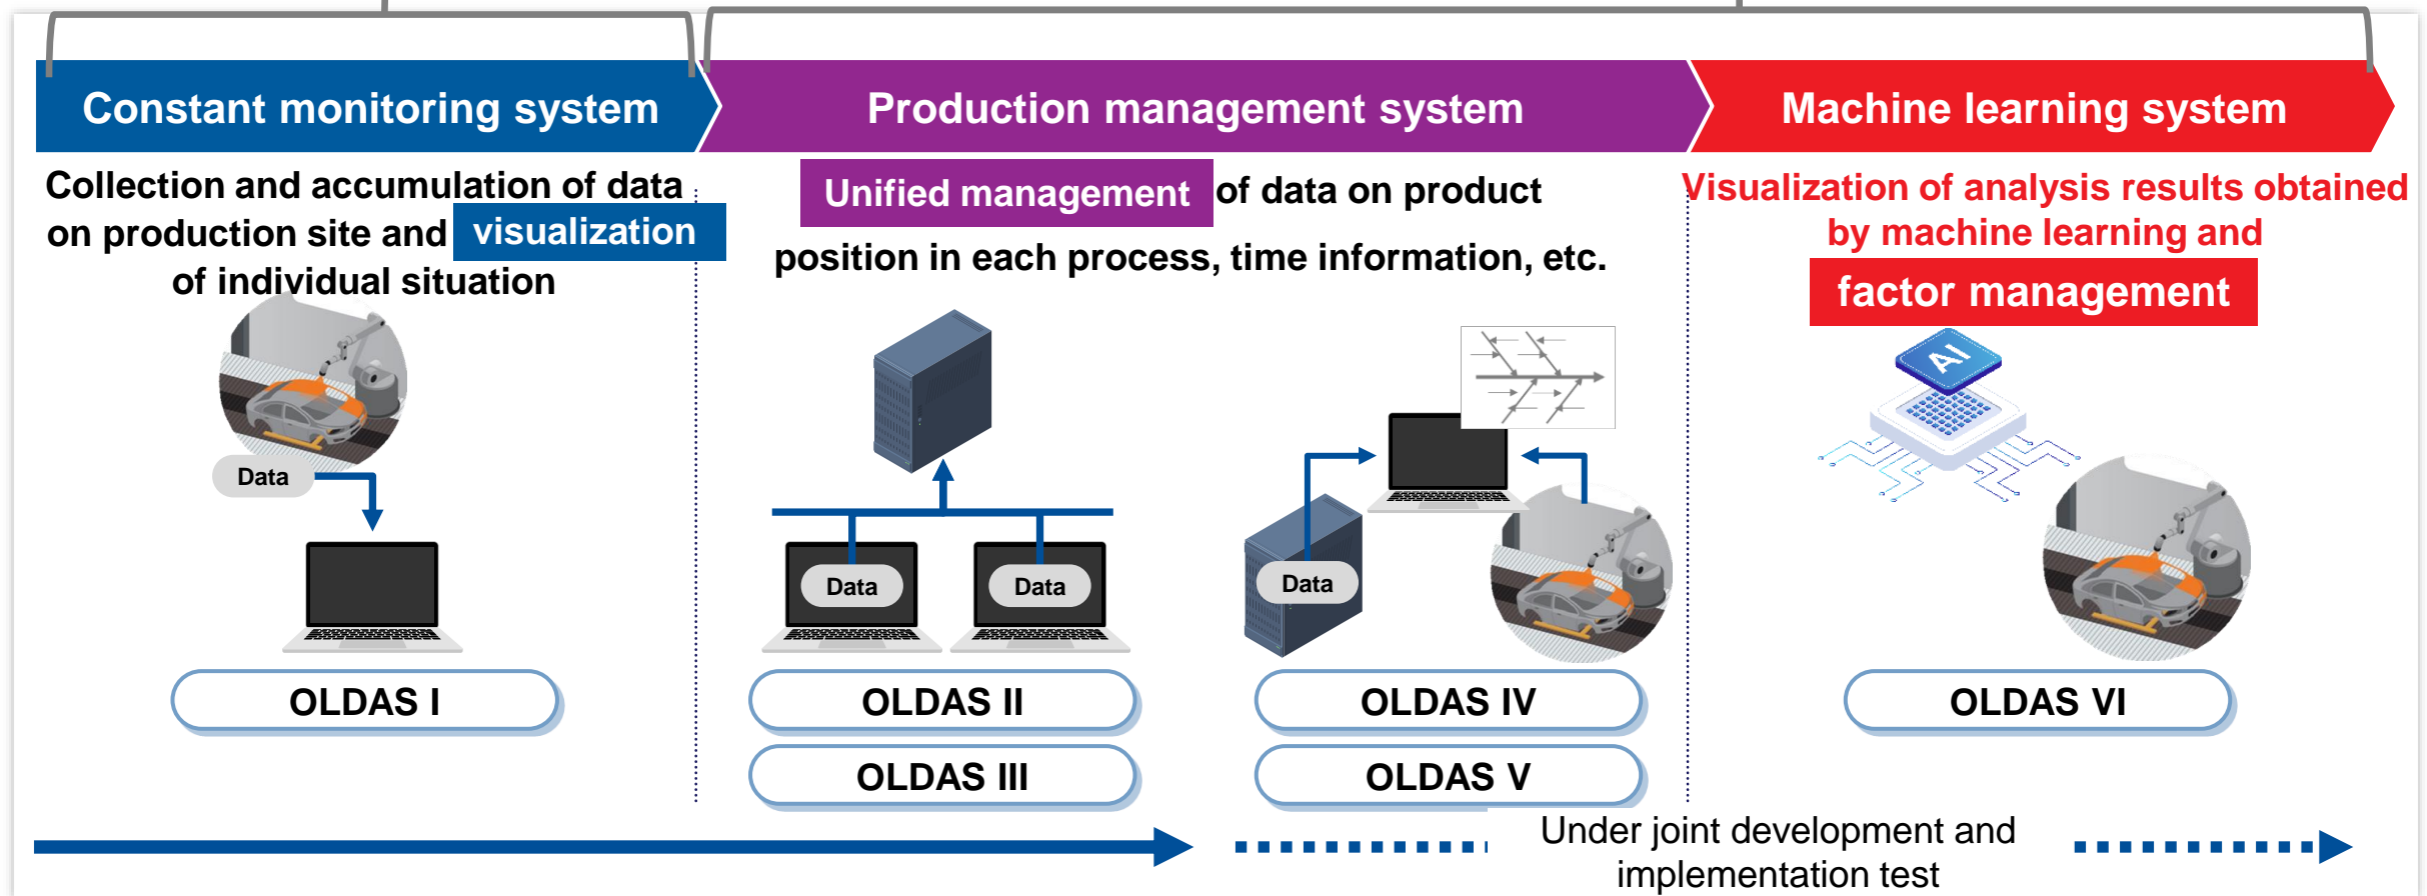 Constant monitoring system
Production management system
Machine learning system
Collection and accumulation of data
on production site and visualization
of individual situation
Unified management of data on product
position in each process, time information, etc.
Visualization of analysis results obtained
by machine learning and
factor management
Data
Data
Data
Data
AI
OLDAS I
OLDAS II
OLDAS III
OLDAS IV
OLDAS V
OLDAS VI
Under joint development and
implementation test